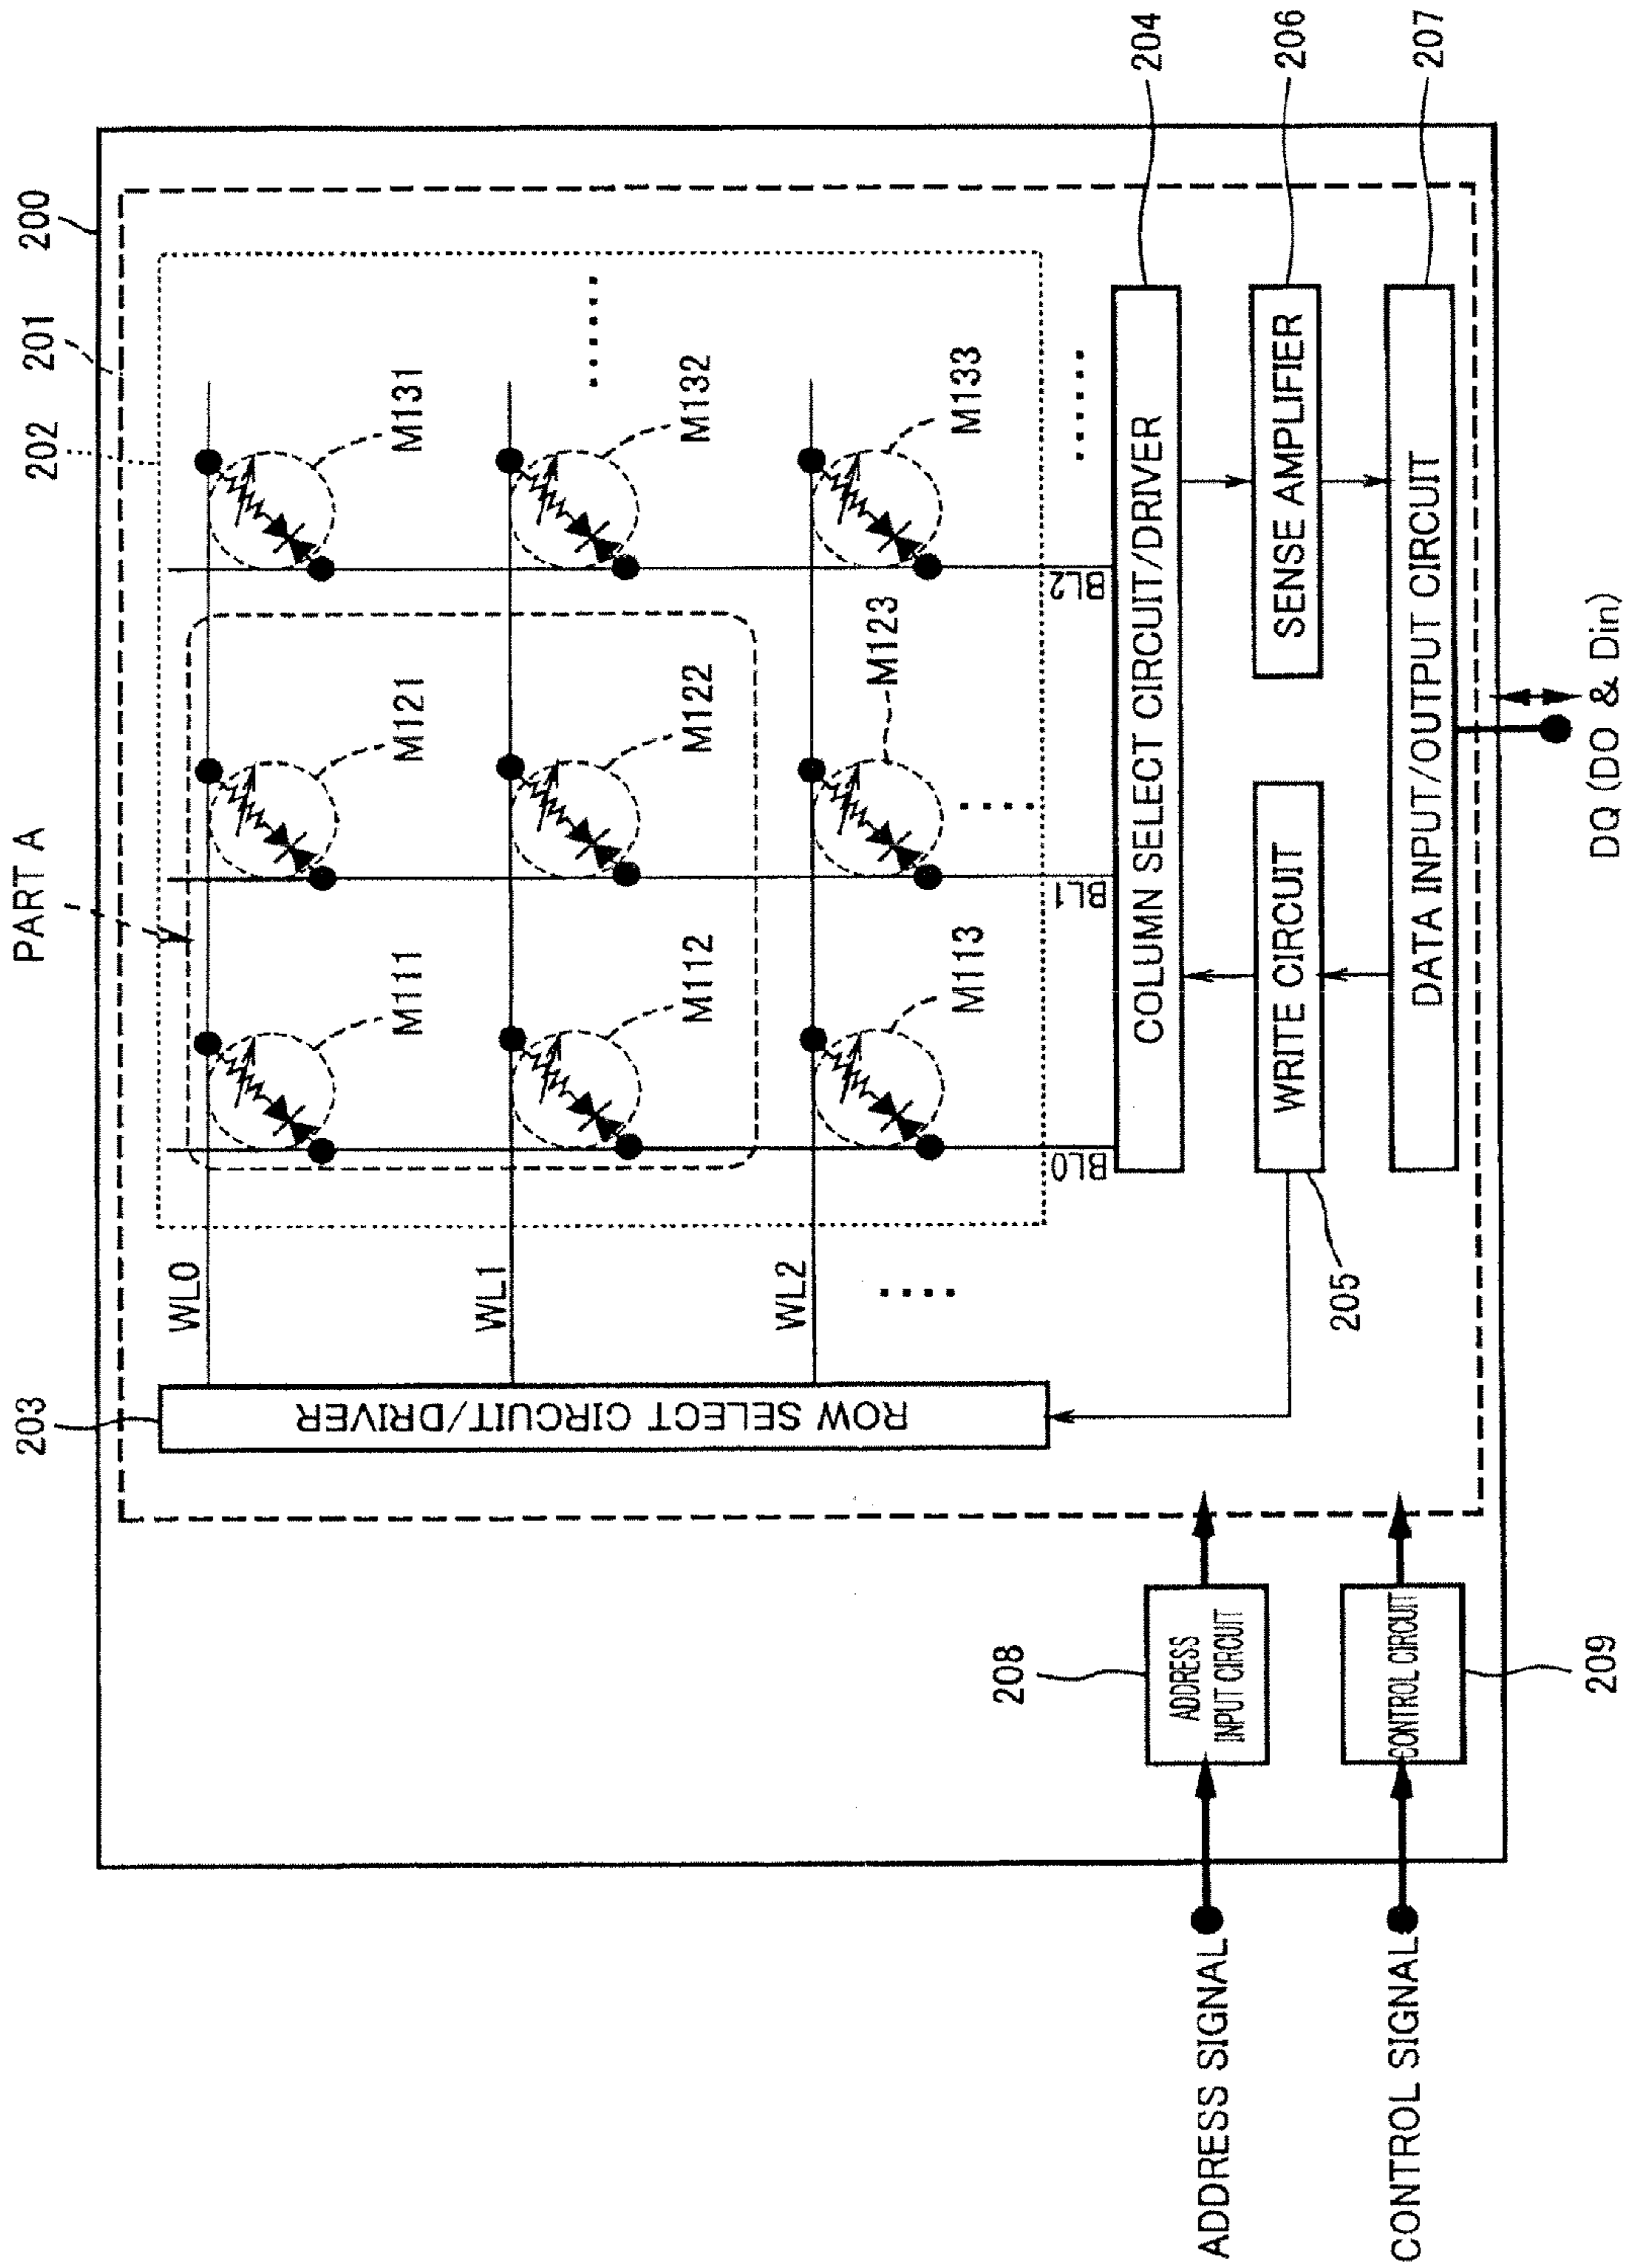 200
201
202
PART A
203
WL0
WL1
WL2
M111
M121
M131
M112
M122
M132
M113
M123
M133
BL0
BL1
BL2
ROW SELECT CIRCUIT/DRIVER
COLUMN SELECT CIRCUIT/DRIVER
204
WRITE CIRCUIT
205
SENSE AMPLIFIER
206
DATA INPUT/OUTPUT CIRCUIT
207
DQ (DO & Din)
208
ADDRESS
INPUT CIRCUIT
CONTROL CIRCUIT
209
ADDRESS SIGNAL
CONTROL SIGNAL